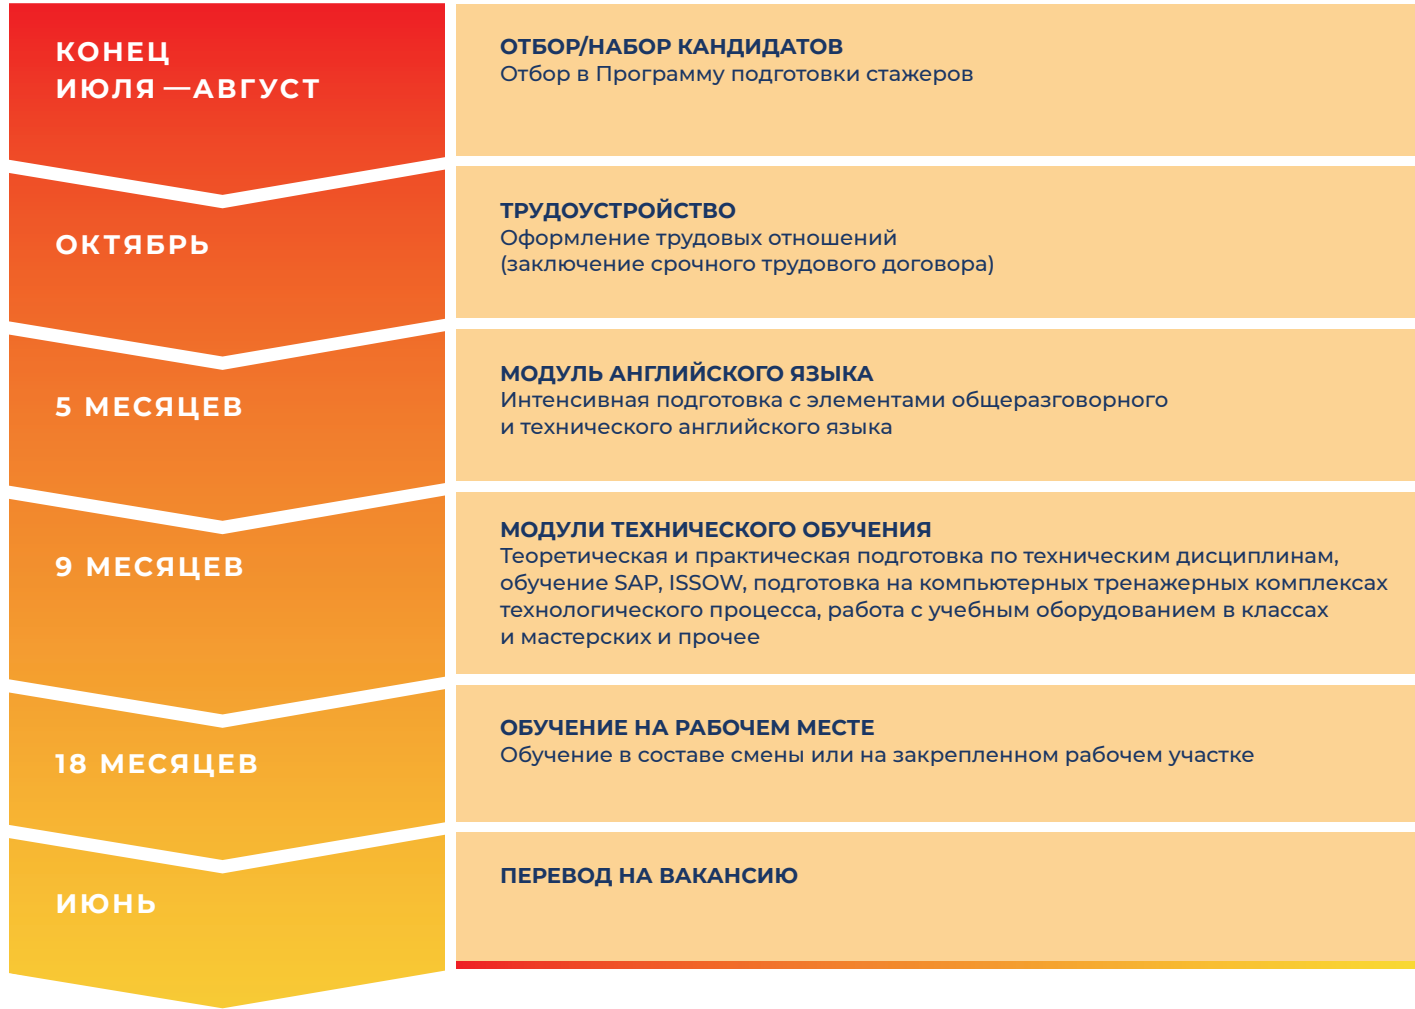 КОНЕЦ
ИЮЛЯ —АВГУСТ
ОТБОР/НАБОР КАНДИДАТОВ
Отбор в Программу подготовки стажеров
ОКТЯБРЬ
ТРУДОУСТРОЙСТВО
Оформление трудовых отношений
(заключение срочного трудового договора)
5 МЕСЯЦЕВ
МОДУЛЬ АНГЛИЙСКОГО ЯЗЫКА
Интенсивная подготовка с элементами общеразговорного
и технического английского языка
9 МЕСЯЦЕВ
МОДУЛИ ТЕХНИЧЕСКОГО ОБУЧЕНИЯ
Теоретическая и практическая подготовка по техническим дисциплинам,
обучение SAP, ISSOW, подготовка на компьютерных тренажерных комплексах
технологического процесса, работа с учебным оборудованием в классах
и мастерских и прочее
18 МЕСЯЦЕВ
ОБУЧЕНИЕ НА РАБОЧЕМ МЕСТЕ
Обучение в составе смены или на закрепленном рабочем участке
ИЮНЬ
ПЕРЕВОД НА ВАКАНСИЮ